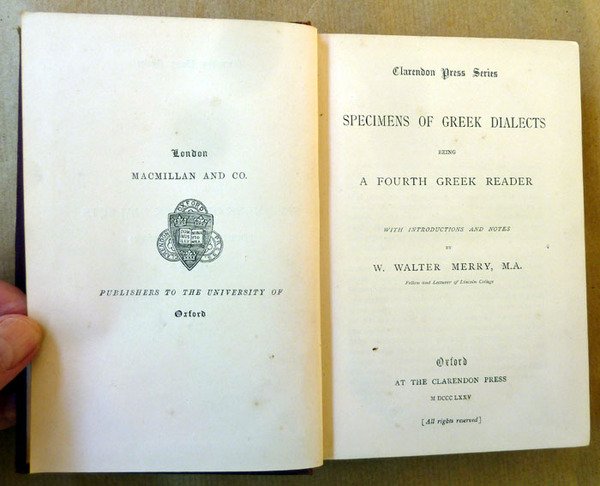 London
MACMILLAN AND CO.
OXFORD
PUBLISHERS TO THE UNIVERSITY OF
Oxford
Clarendon Press Series
SPECIMENS OF GREEK DIALECTS
BEING
A FOURTH GREEK READER
WITH INTRODUCTIONS AND NOTES
BY
W. WALTER MERRY, M.A.
Fellow and Lecturer of Lincoln College
Oxford
AT THE CLARENDON PRESS
M DCCC LXXV
[All rights reserved]